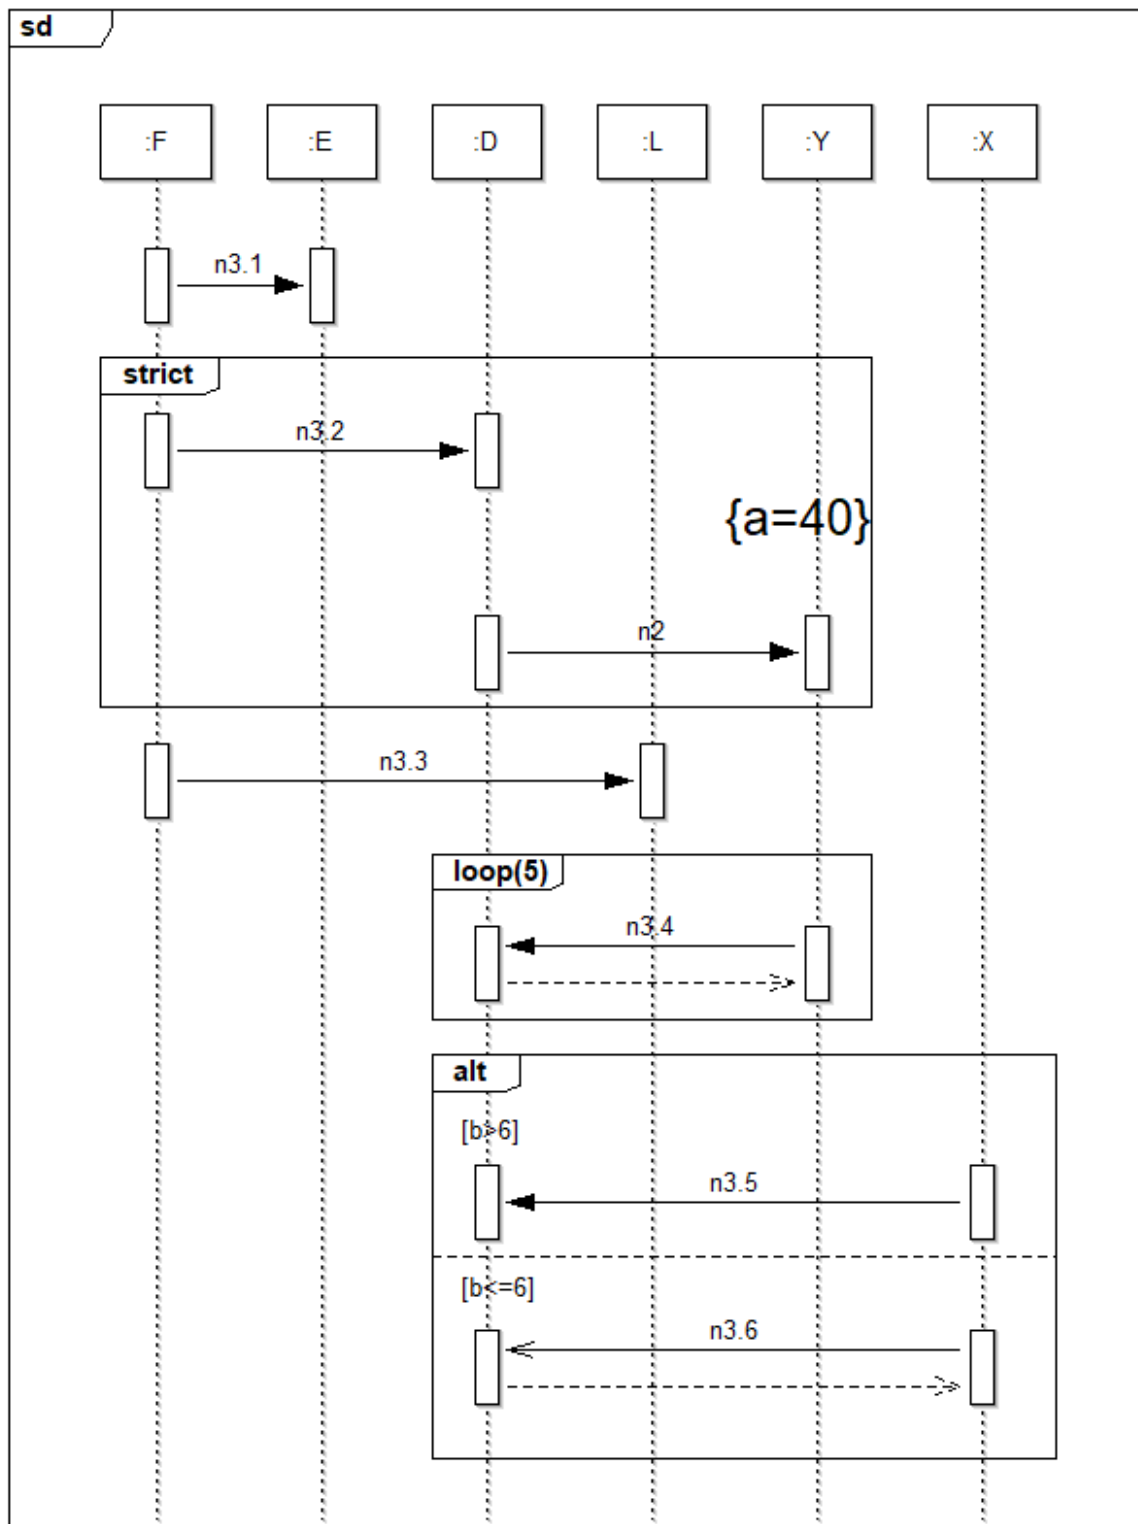 sd
:F :E :D :L :Y :X
n3.1
strict
n3.2
{a=40}
n2
n3.3
loop(5)
n3.4
alt
[b>6]
n3.5
[b<=6]
n3.6